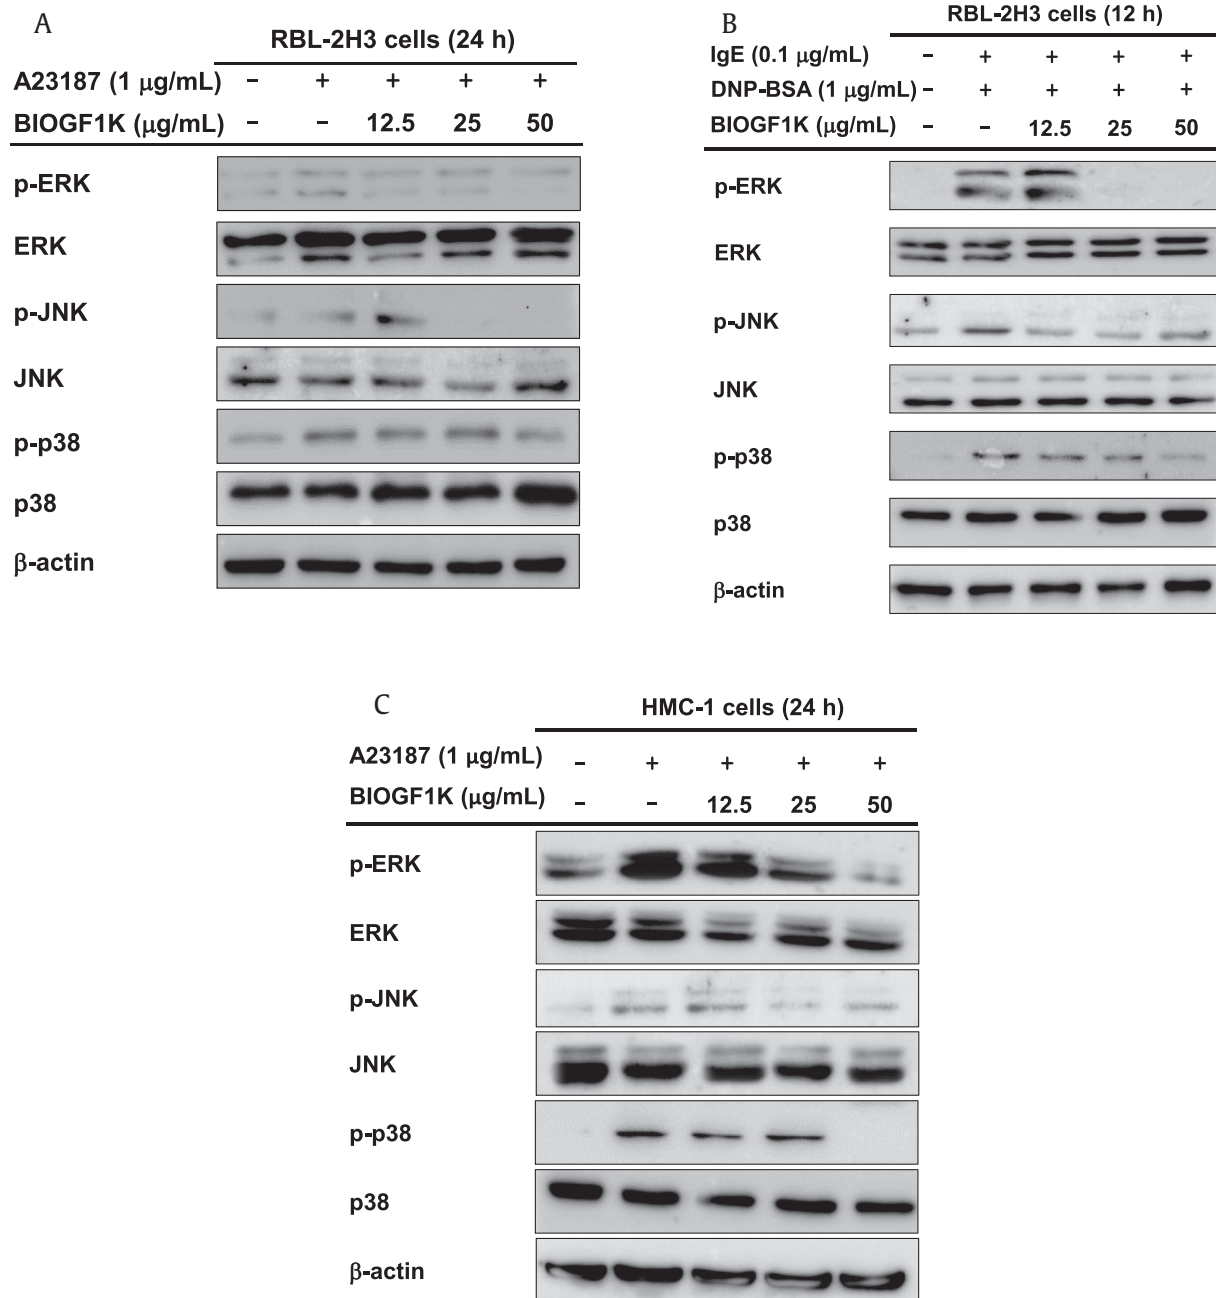 A
RBL-2H3 cells (24 h)
A23187 (1 μg/mL) − + + + +
BIOGF1K (μg/mL) − − 12.5 25 50
p-ERK
ERK
p-JNK
JNK
p-p38
p38
β-actin
B
RBL-2H3 cells (12 h)
IgE (0.1 μg/mL) − + + + +
DNP-BSA (1 μg/mL) − + + + +
BIOGF1K (μg/mL) − − 12.5 25 50
p-ERK
ERK
p-JNK
JNK
p-p38
p38
β-actin
C
HMC-1 cells (24 h)
A23187 (1 μg/mL) − + + + +
BIOGF1K (μg/mL) − − 12.5 25 50
p-ERK
ERK
p-JNK
JNK
p-p38
p38
β-actin